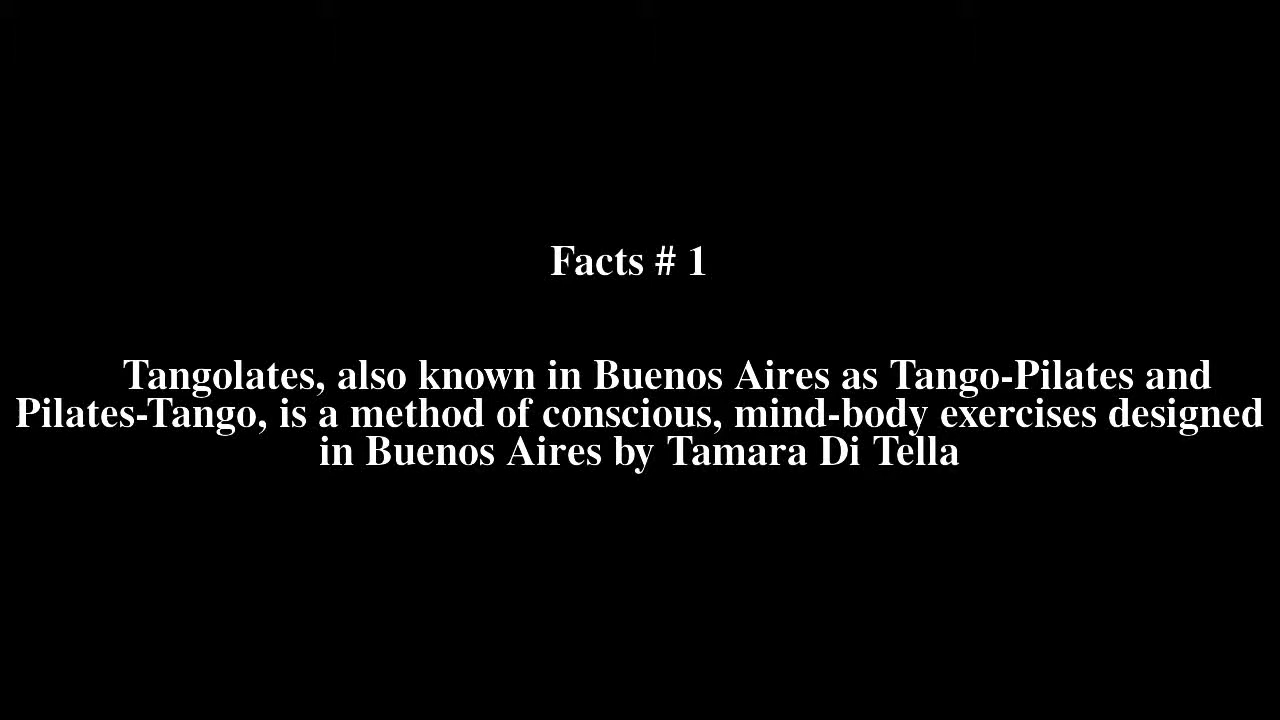 Facts # 1
Tangolates, also known in Buenos Aires as Tango-Pilates and
Pilates-Tango, is a method of conscious, mind-body exercises designed
in Buenos Aires by Tamara Di Tella